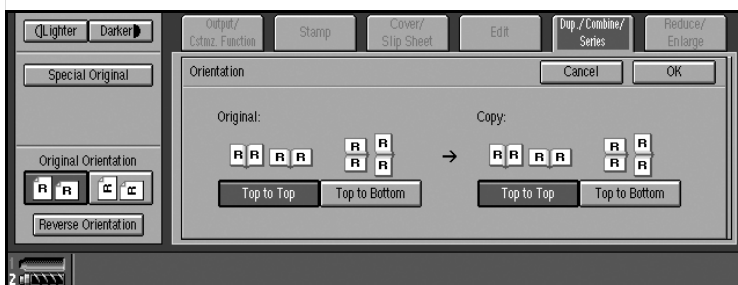 Lighter Darker
Special Original
Original Orientation
R R
R R
Reverse Orientation
1
2
Output/
Cstmz. Function
Stamp
Cover/
Slip Sheet
Edit
Dup./Combine/
Series
Reduce/
Enlarge
Orientation
Cancel
OK
Original:
R R R R
R R
R R
Top to Top
Top to Bottom
→
Copy:
R R R R
R R
R R
Top to Top
Top to Bottom